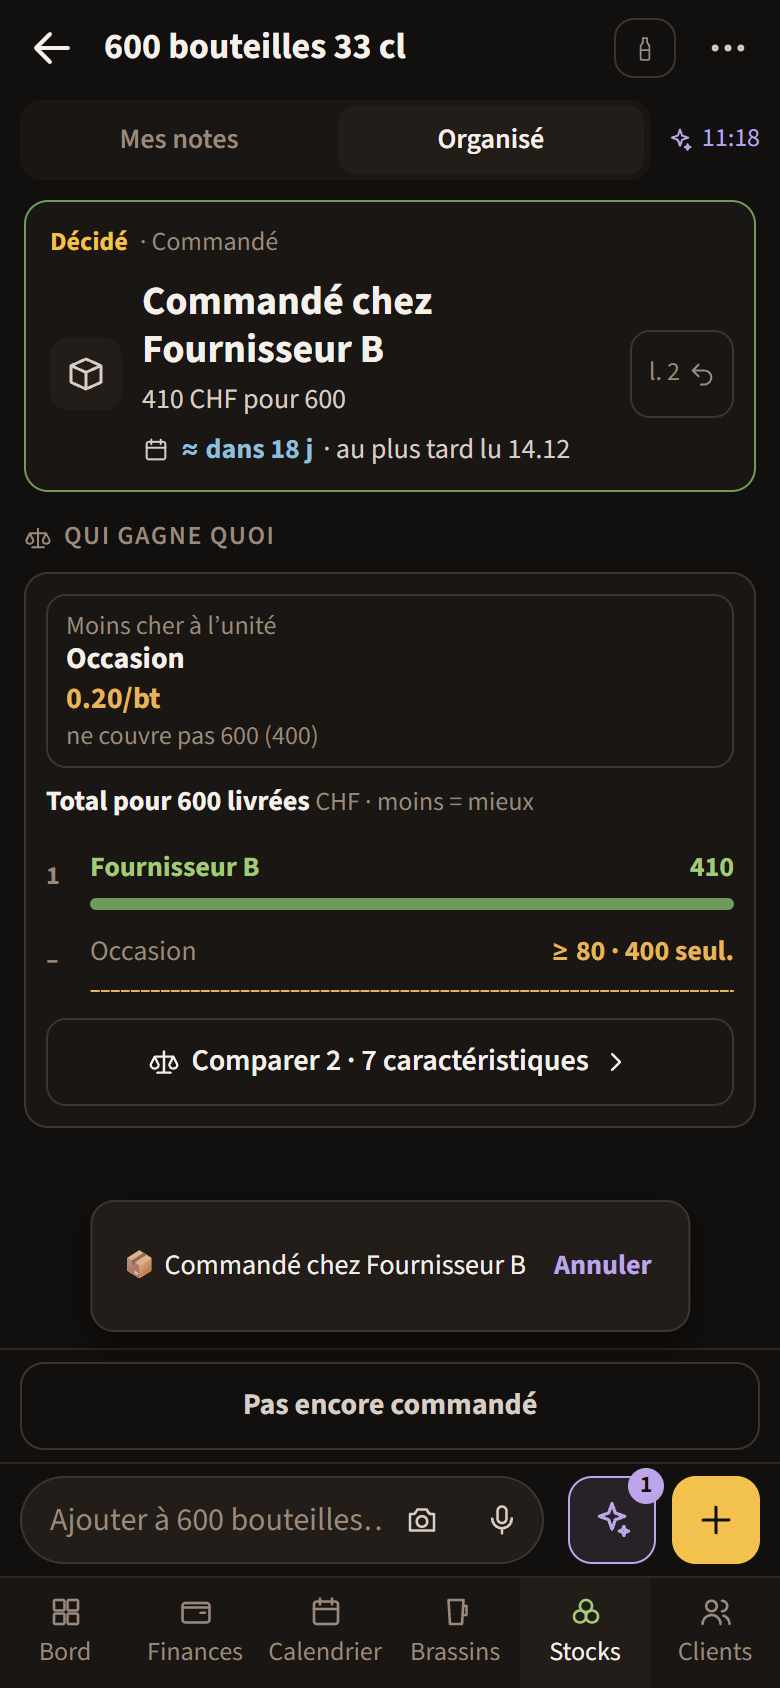 600 bouteilles 33 cl
Mes notes
Organisé
11:18
Décidé · Commandé
Commandé chez
Fournisseur B
410 CHF pour 600
l. 2
≈ dans 18 j · au plus tard lu 14.12
QUI GAGNE QUOI
Moins cher à l’unité
Occasion
0.20/bt
ne couvre pas 600 (400)
Total pour 600 livrées CHF · moins = mieux
1 Fournisseur B 410
– Occasion ≥ 80 · 400 seul.
Comparer 2 · 7 caractéristiques
Commandé chez Fournisseur B Annuler
Pas encore commandé
Ajouter à 600 bouteilles..
1
Bord
Finances
Calendrier
Brassins
Stocks
Clients